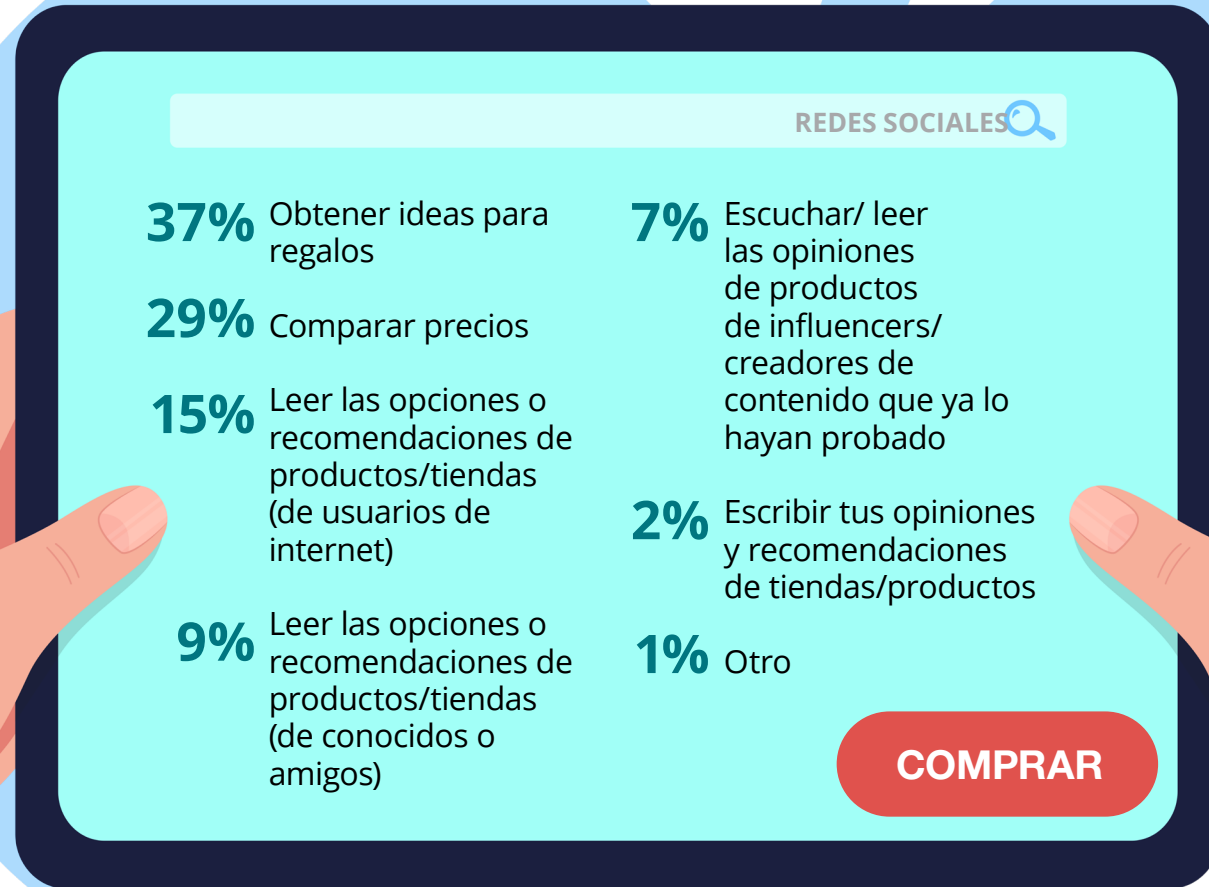 REDES SOCIALES
37% Obtener ideas para
regalos
29% Comparar precios
15% Leer las opciones o
recomendaciones de
productos/tiendas
(de usuarios de
internet)
9% Leer las opciones o
recomendaciones de
productos/tiendas
(de conocidos o
amigos)
7% Escuchar/ leer
las opiniones
de productos
de influencers/
creadores de
contenido que ya lo
hayan probado
2% Escribir tus opiniones
y recomendaciones
de tiendas/productos
1% Otro
COMPRAR